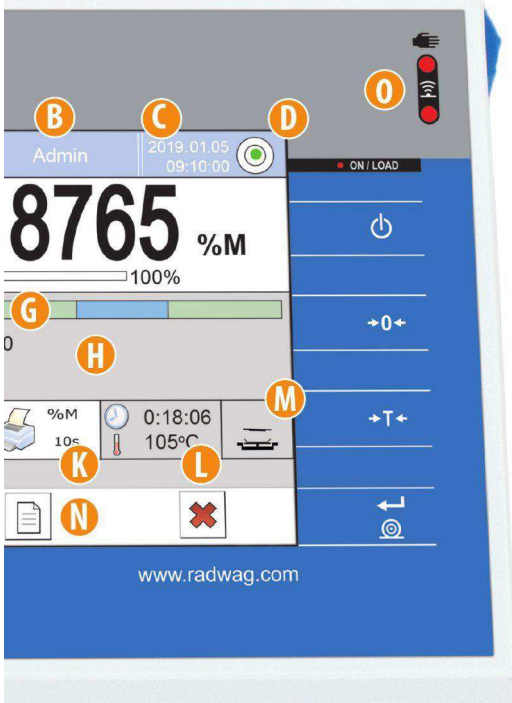 O
B
C
D
Admin
2019.01.05
09:10:00
ON / LOAD
8765 %M
100%
G
→0←
0
H
M
%M
0:18:06
→T←
10s
105ºC
K
L
N
www.radwag.com